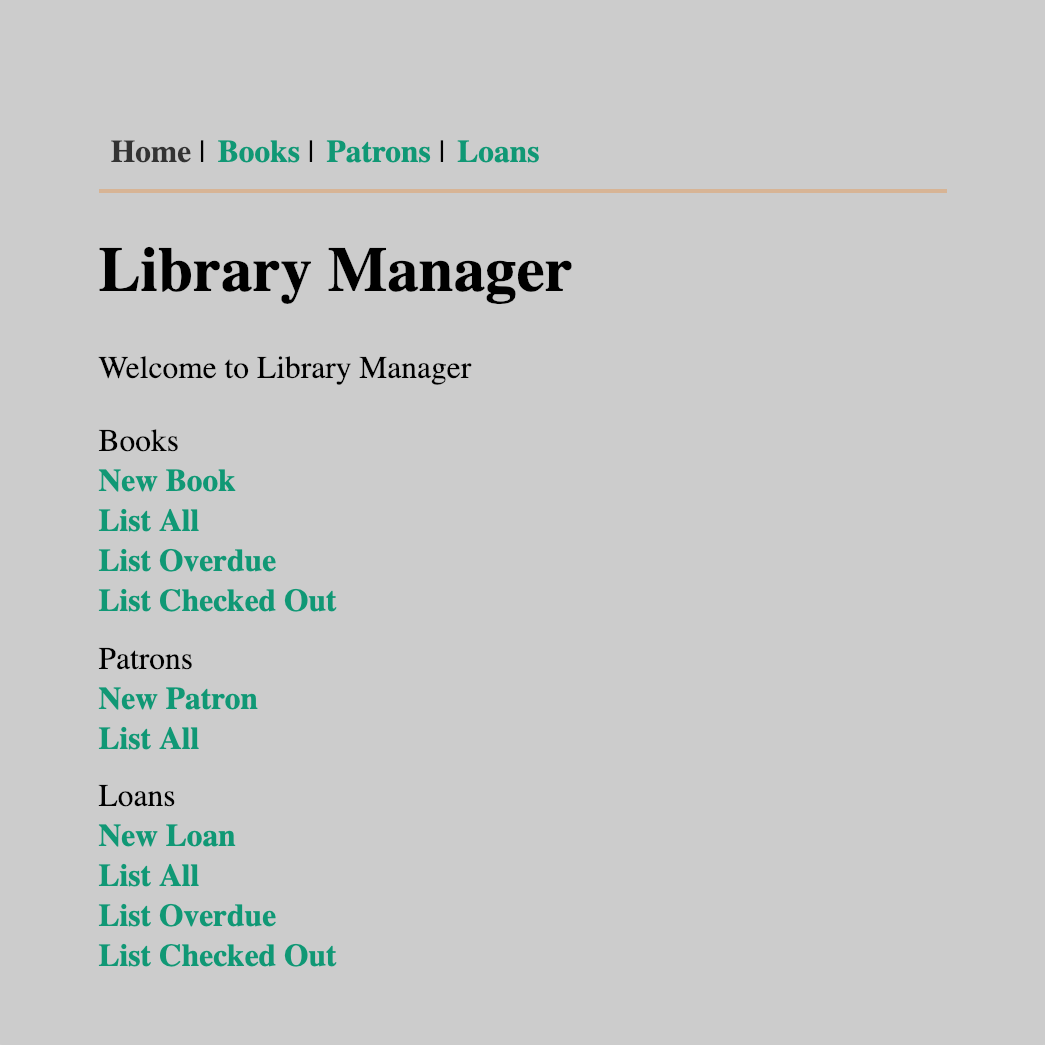 Home | Books | Patrons | Loans
Library Manager
Welcome to Library Manager
Books
New Book
List All
List Overdue
List Checked Out
Patrons
New Patron
List All
Loans
New Loan
List All
List Overdue
List Checked Out